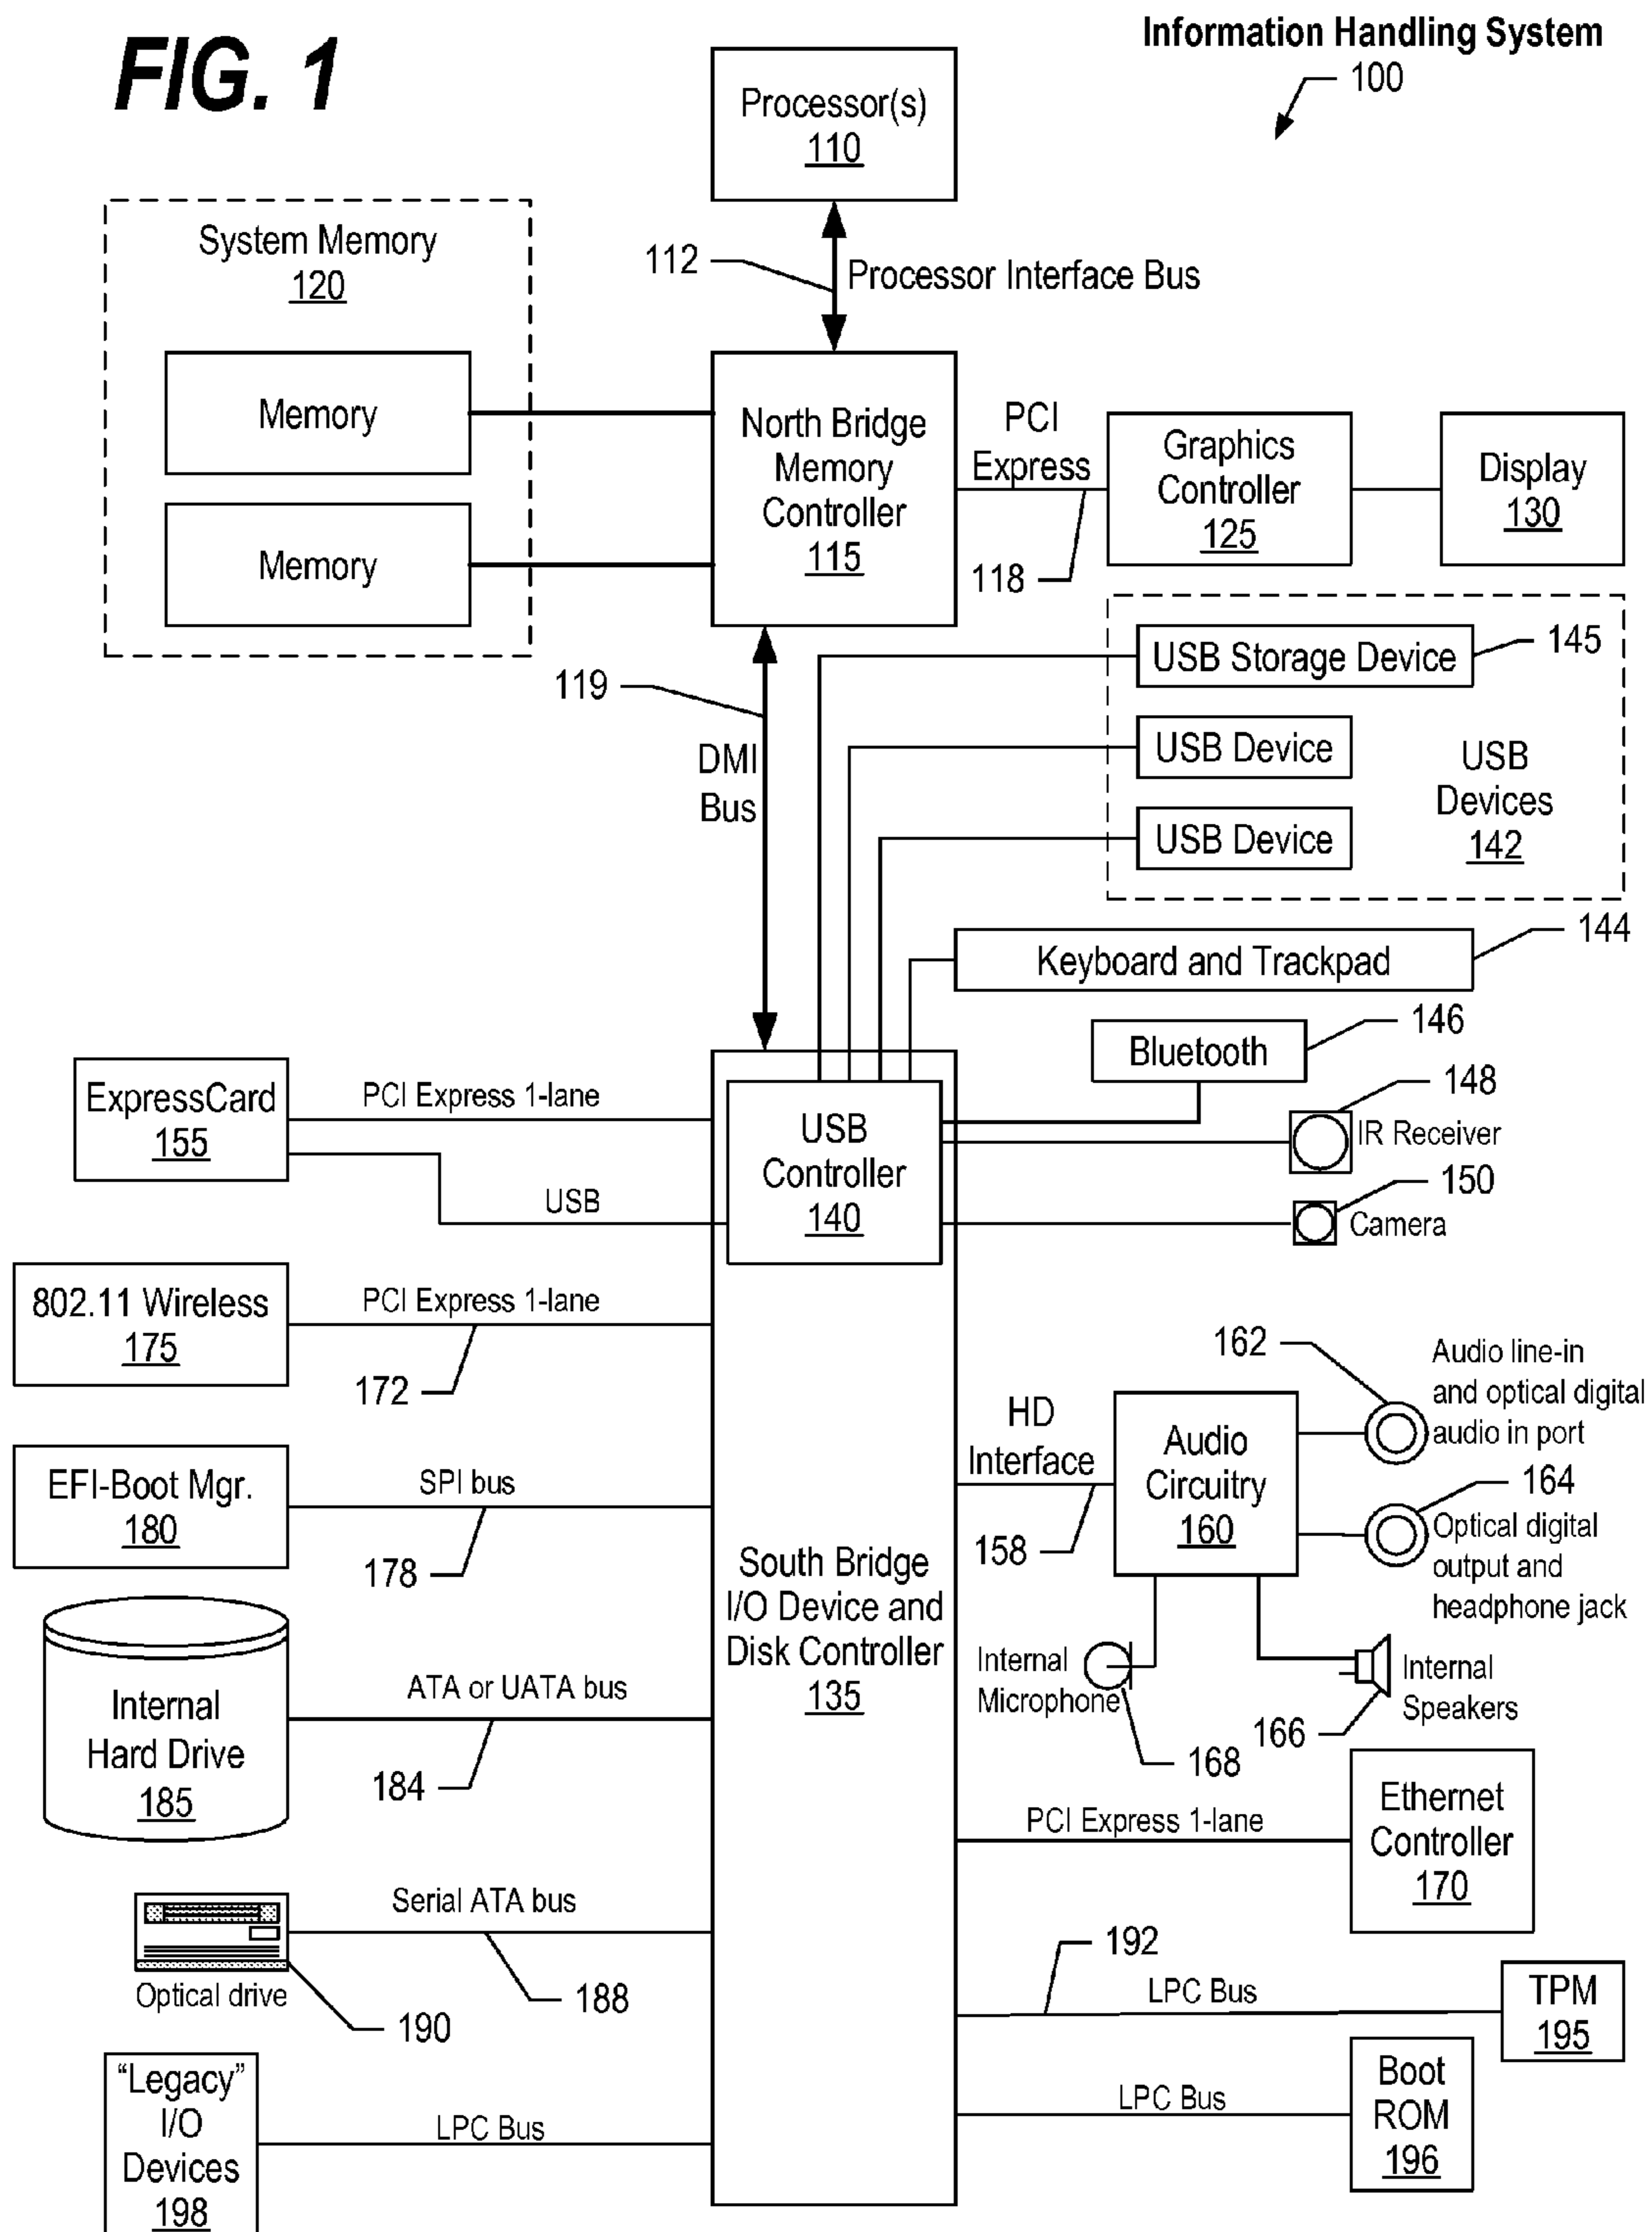 FIG. 1
Information Handling System
100
Processor(s)
110
System Memory
120
112
Processor Interface Bus
Memory
Memory
North Bridge
Memory
Controller
115
PCI
Express
118
Graphics
Controller
125
Display
130
119
DMI
Bus
USB Storage Device
145
USB Device
USB Device
USB
Devices
142
Keyboard and Trackpad
144
Bluetooth
146
148
IR Receiver
150
Camera
ExpressCard
155
PCI Express 1-lane
USB
USB
Controller
140
802.11 Wireless
175
PCI Express 1-lane
172
162
Audio line-in
and optical digital
audio in port
HD
Interface
158
Audio
Circuitry
160
164
Optical digital
output and
headphone jack
EFI-Boot Mgr.
180
SPI bus
178
South Bridge
I/O Device and
Disk Controller
135
Internal
Microphone
168
166
Internal
Speakers
Internal
Hard Drive
185
ATA or UATA bus
184
PCI Express 1-lane
Ethernet
Controller
170
Serial ATA bus
188
Optical drive
190
192
LPC Bus
TPM
195
"Legacy"
I/O
Devices
198
LPC Bus
LPC Bus
Boot
ROM
196